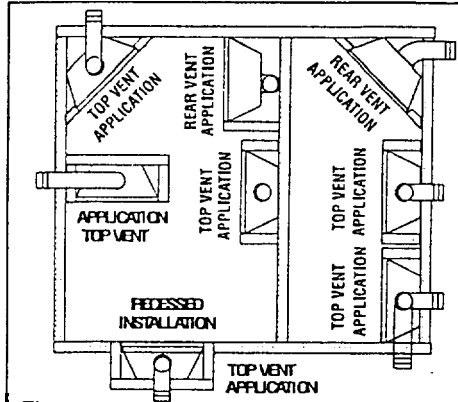 TOP VENT
APPLICATION
REAR VENT
APPLICATION
REAR VENT
APPLICATION
APPLICATION
TOP VENT
TOP VENT
APPLICATION
TOP VENT
APPLICATION
TOP VENT
APPLICATION
RECESSED
INSTALLATION
TOP VENT
APPLICATION